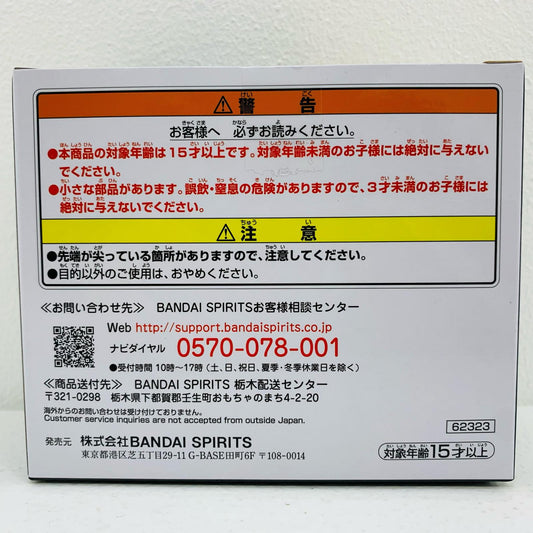 ⚠警告
お客様へ 必ずお読みください。
●本商品の対象年齢は15才以上です。対象年齢未満のお子様には絶対に与えない
でください。
●小さな部品があります。誤飲・窒息の危険がありますので、3才未満のお子様には
絶対に与えないでください。
⚠注意
●先端が尖っている箇所がありますので、注意してください。
●目的以外のご使用は、おやめください。
≪お問い合わせ先≫ BANDAI SPIRITSお客様相談センター
Web http://support.bandaispirits.co.jp
ナビダイヤル 0570-078-001
●受付時間 10時〜17時 (土、日、祝日、夏季・冬季休業日を除く)
≪商品送付先≫ BANDAI SPIRITS 栃木配送センター
〒321-0298 栃木県下都賀郡壬生町おもちゃのまち4-2-20
海外からのお問い合わせは受け付けておりません。
Customer service inquiries are not accepted from outside Japan.
62323
発売元 株式会社BANDAI SPIRITS
東京都港区芝五丁目29-11 G-BASE田町6F 〒108-0014
対象年齢15才以上